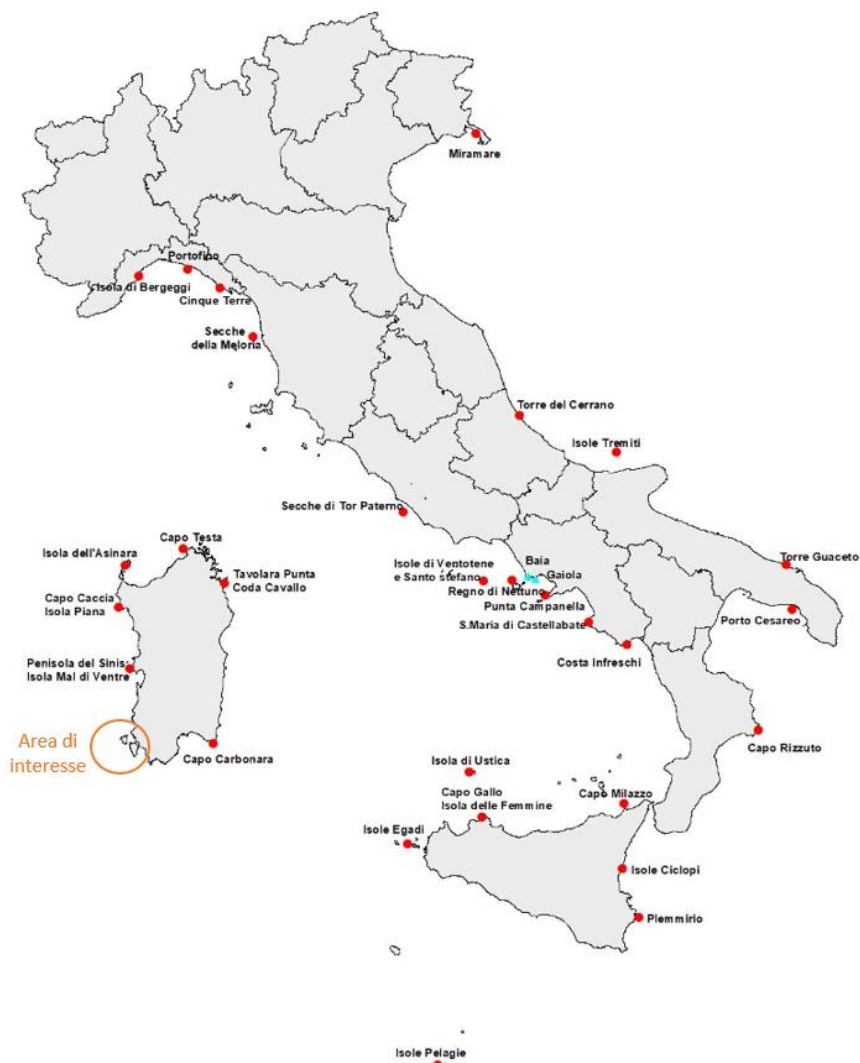 Miramare
Portofino
Isola di Bergeggi
Cinque Terre
Secche
della Meloria
Torre del Cerrano
Isole Tremiti
Secche di Tor Paterno
Capo Testa
Isola dell'Asinara
Tavolara Punta
Coda Cavallo
Capo Caccia
Isola Piana
Isole di Ventotene
e Santo stefano
Baia
Gaiola
Regno di Nettuno
Punta Campanella
S.Maria di Castellabate
Costa Infreschi
Torre Guaceto
Porto Cesareo
Penisola del Sinis
Isola Mal di Ventre
Area di
interesse
Capo Carbonara
Capo Rizzuto
Isola di Ustica
Capo Gallo
Isola delle Femmine
Capo Milazzo
Isole Egadi
Isole Ciclopi
Plemmirio
Isole Pelagie